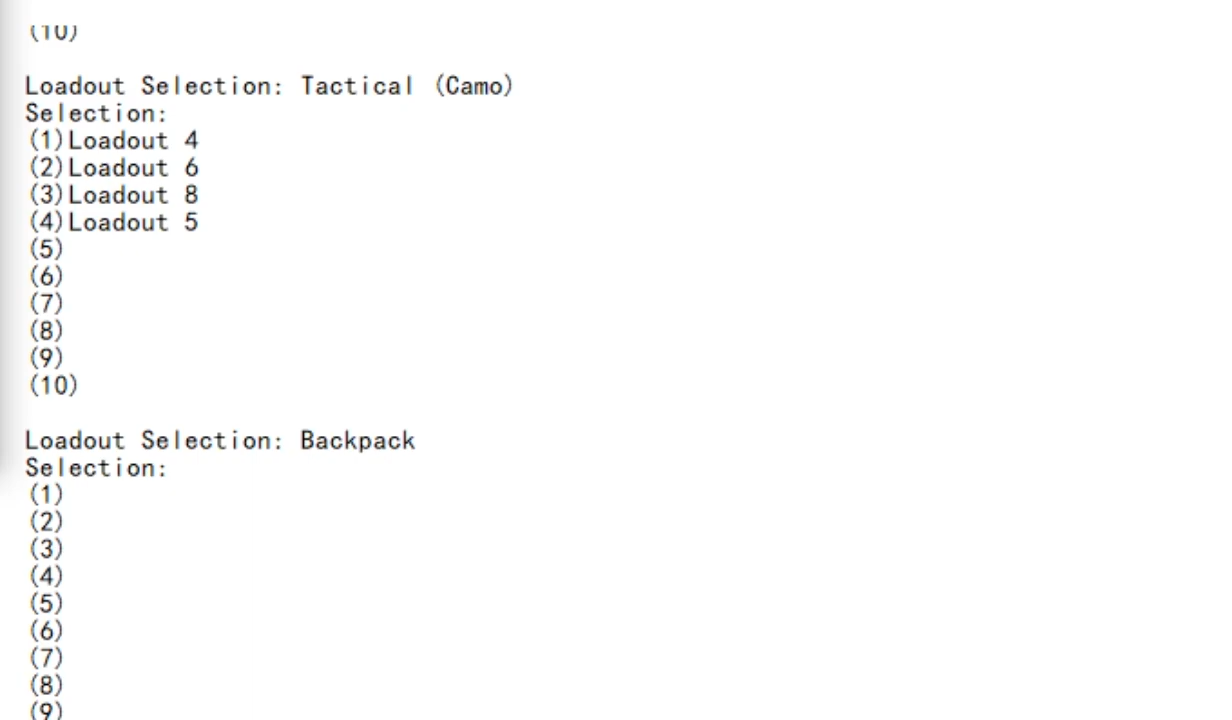 (10)
Loadout Selection: Tactical (Camo)
Selection:
(1)Loadout 4
(2)Loadout 6
(3)Loadout 8
(4)Loadout 5
(5)
(6)
(7)
(8)
(9)
(10)
Loadout Selection: Backpack
Selection:
(1)
(2)
(3)
(4)
(5)
(6)
(7)
(8)
(9)